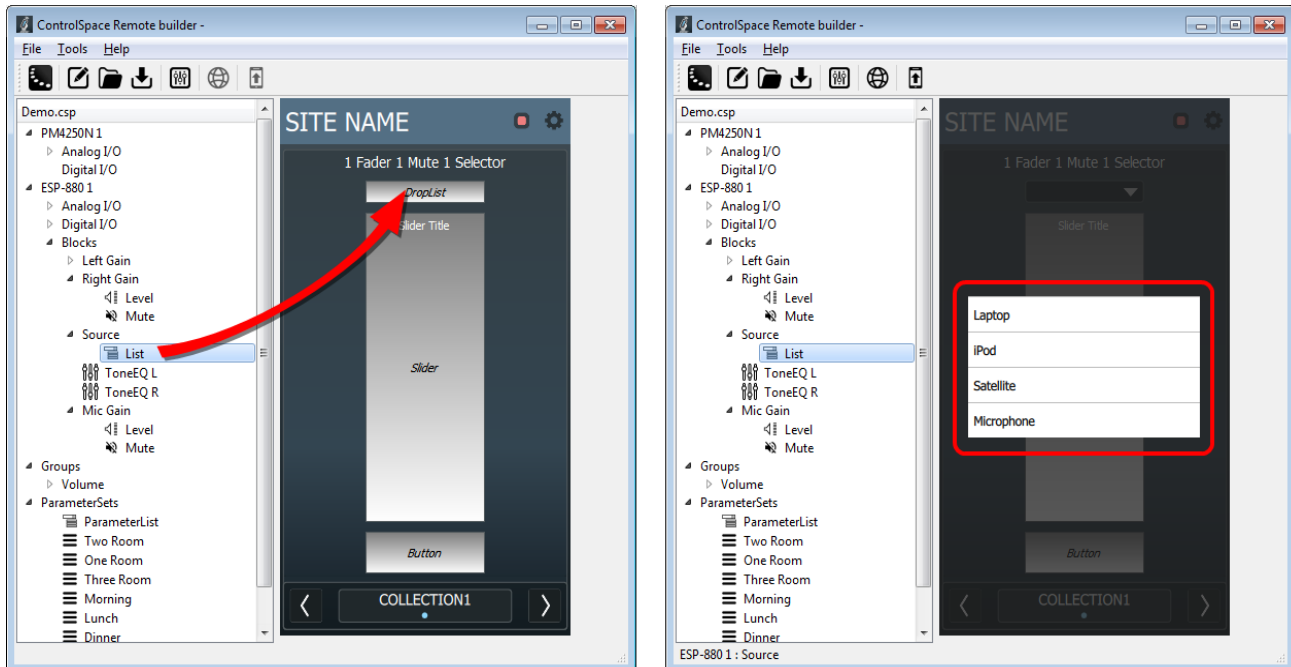 ControlSpace Remote builder -
File Tools Help
Demo.csp
PM4250N 1
Analog I/O
Digital I/O
ESP-880 1
Analog I/O
Digital I/O
Blocks
Left Gain
Right Gain
Level
Mute
Source
List
ToneEQ L
ToneEQ R
Mic Gain
Level
Mute
Groups
Volume
ParameterSets
ParameterList
Two Room
One Room
Three Room
Morning
Lunch
Dinner
SITE NAME
1 Fader 1 Mute 1 Selector
DropList
Slider Title
Slider
Button
COLLECTION1
ControlSpace Remote builder -
File Tools Help
Demo.csp
PM4250N 1
Analog I/O
Digital I/O
ESP-880 1
Analog I/O
Digital I/O
Blocks
Left Gain
Right Gain
Level
Mute
Source
List
ToneEQ L
ToneEQ R
Mic Gain
Level
Mute
Groups
Volume
ParameterSets
ParameterList
Two Room
One Room
Three Room
Morning
Lunch
Dinner
SITE NAME
1 Fader 1 Mute 1 Selector
Slider Title
Laptop
iPod
Satellite
Microphone
Button
COLLECTION1
ESP-880 1 : Source